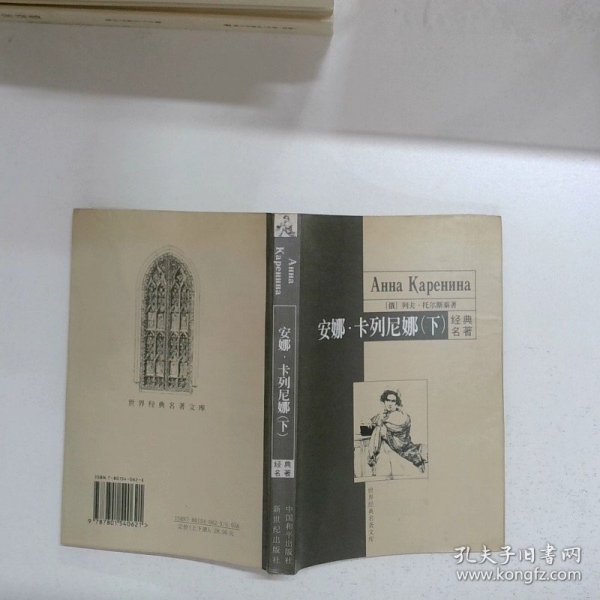 Анна Каренина
[俄] 列夫·托尔斯泰著
安娜·卡列尼娜(下)
经典
名著
世界经典名著文库
Анна
Каренина
安娜·卡列尼娜(下)
经典
名著
中国和平出版社
新世纪出版社
世界经典名著文库
9 787801 540621
孔夫子旧书网
www.kongfz.com